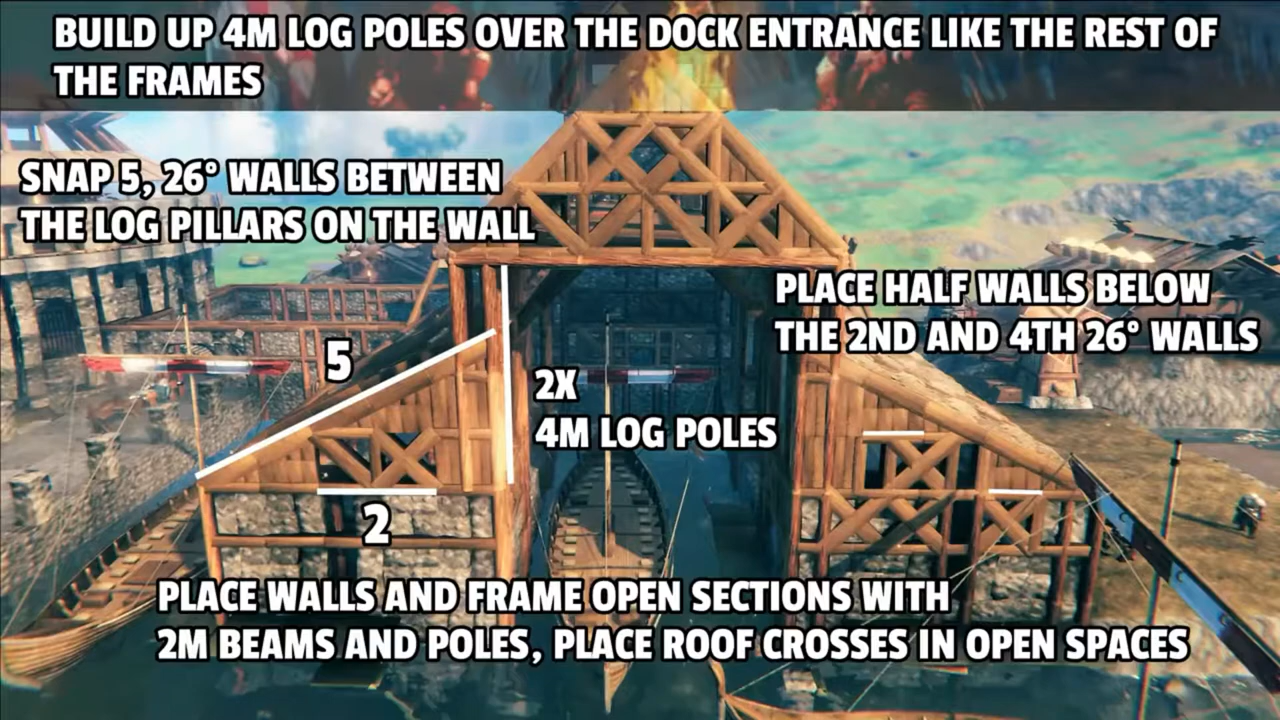 BUILD UP 4M LOG POLES OVER THE DOCK ENTRANCE LIKE THE REST OF
THE FRAMES
SNAP 5, 26° WALLS BETWEEN
THE LOG PILLARS ON THE WALL
PLACE HALF WALLS BELOW
THE 2ND AND 4TH 26° WALLS
5
2X
4M LOG POLES
2
PLACE WALLS AND FRAME OPEN SECTIONS WITH
2M BEAMS AND POLES, PLACE ROOF CROSSES IN OPEN SPACES